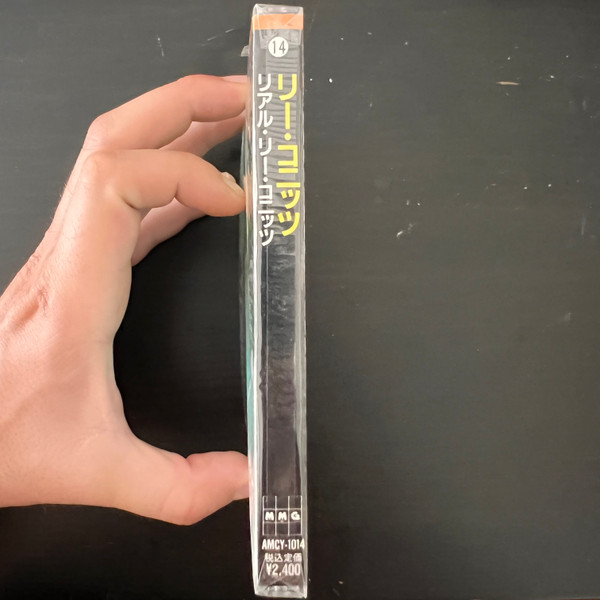 14
リー・コニッツ
リアル・リー・コニッツ
MMG
AMCY-1014
税込定価
¥2,400